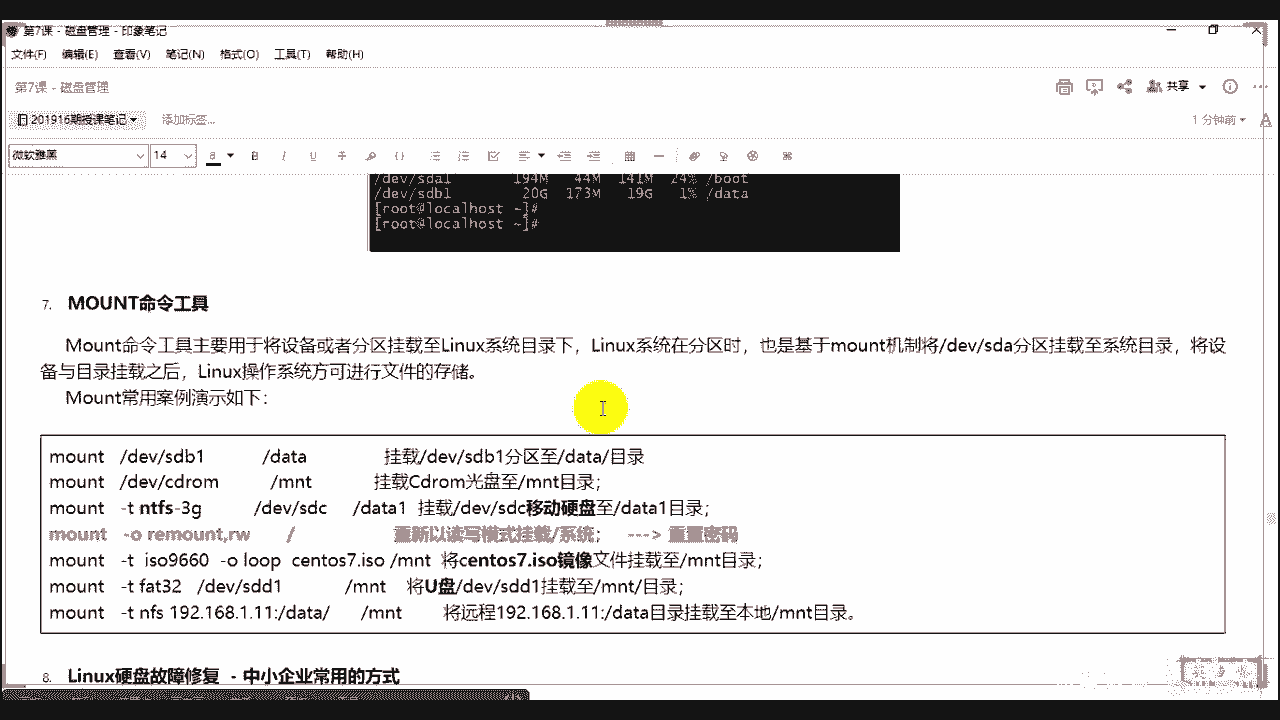 第7课 - 磁盘管理 - 印象笔记
文件(F) 编辑(E) 查看(V) 笔记(N) 格式(O) 工具(T) 帮助(H)
第7课 - 磁盘管理
共享
201916期授课笔记
添加标签...
1 分钟前
微软雅黑 14
/dev/sda1 194M 44M 141M 24% /boot
/dev/sdb1 20G 173M 19G 1% /data
[root@localhost ~]#
[root@localhost ~]#
7. MOUNT命令工具
Mount命令工具主要用于将设备或者分区挂载至Linux系统目录下，Linux系统在分区时，也是基于mount机制将/dev/sda分区挂载至系统目录，将设
备与目录挂载之后，Linux操作系统方可进行文件的存储。
Mount常用案例演示如下：
mount /dev/sdb1 /data 挂载/dev/sdb1分区至/data/目录
mount /dev/cdrom /mnt 挂载Cdrom光盘至/mnt目录；
mount -t ntfs-3g /dev/sdc /data1 挂载/dev/sdc移动硬盘至/data1目录；
mount -o remount,rw / 重新以读写模式挂载/系统； ---> 重置密码
mount -t iso9660 -o loop centos7.iso /mnt 将centos7.iso镜像文件挂载至/mnt目录；
mount -t fat32 /dev/sdd1 /mnt 将U盘/dev/sdd1挂载至/mnt/目录；
mount -t nfs 192.168.1.11:/data/ /mnt 将远程192.168.1.11:/data目录挂载至本地/mnt目录。
8. Linux硬盘故障修复 - 中小企业常用的方式